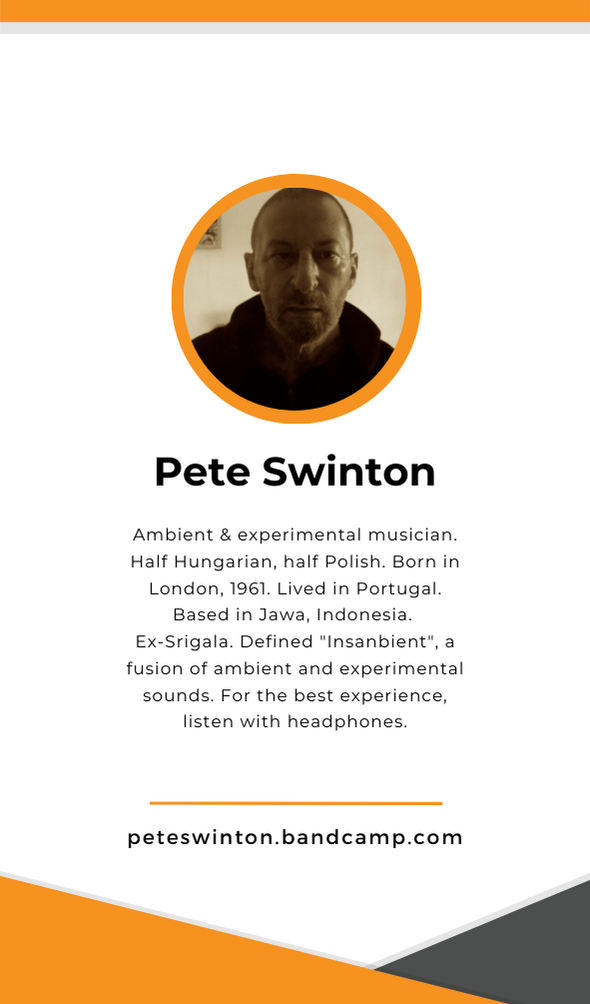 Pete Swinton
Ambient & experimental musician.
Half Hungarian, half Polish. Born in
London, 1961. Lived in Portugal.
Based in Jawa, Indonesia.
Ex-Srigala. Defined "Insanbient", a
fusion of ambient and experimental
sounds. For the best experience,
listen with headphones.
peteswinton.bandcamp.com